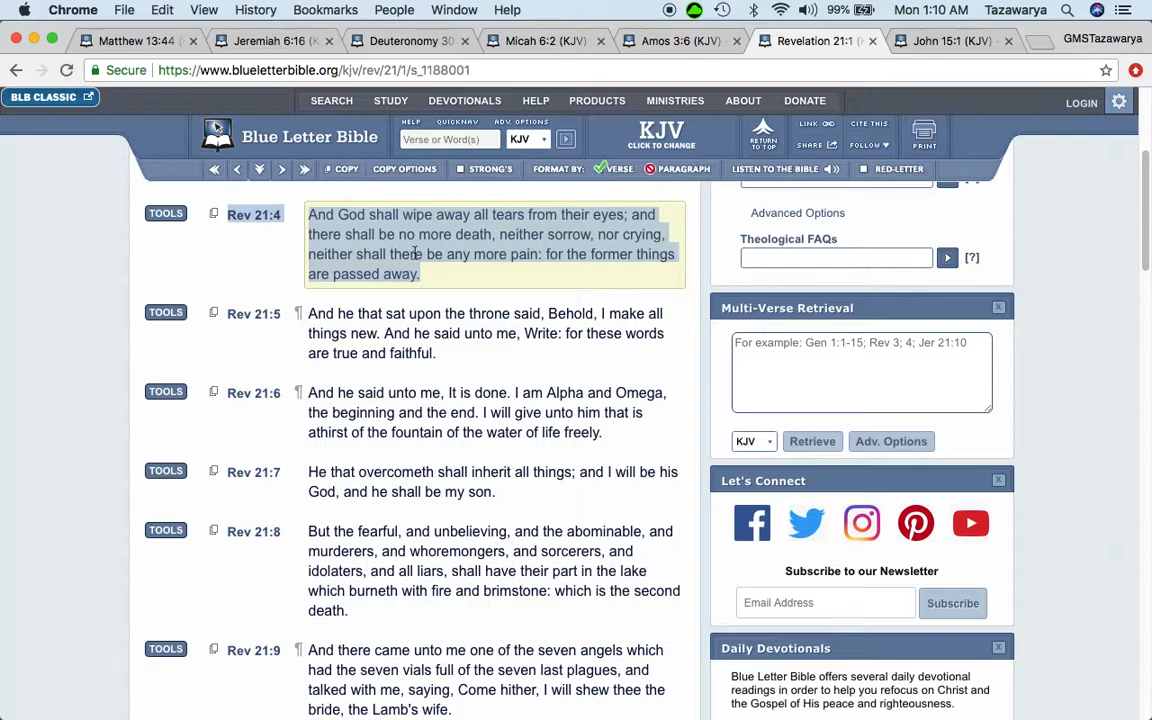 Chrome File Edit View History Bookmarks People Window Help 99% Mon 1:10 AM Tazawarya
Matthew 13:44 ( Jeremiah 6:16 (KJV) Deuteronomy 30 Micah 6:2 (KJV) Amos 3:6 (KJV) Revelation 21:1 ( John 15:1 (KJV) GMSTazawarya
Secure https://www.blueletterbible.org/kjv/rev/21/1/s_1188001
BLB CLASSIC
SEARCH STUDY DEVOTIONALS HELP PRODUCTS MINISTRIES ABOUT DONATE LOGIN
HELP QUICKNAV ADV. OPTIONS
Blue Letter Bible
Verse or Word(s) KJV
KJV
CLICK TO CHANGE
RETURN
TO TOP
LINK CITE THIS
SHARE FOLLOW
PRINT
COPY COPY OPTIONS STRONG'S FORMAT BY: VERSE PARAGRAPH LISTEN TO THE BIBLE RED-LETTER
TOOLS Rev 21:4 And God shall wipe away all tears from their eyes; and
there shall be no more death, neither sorrow, nor crying,
neither shall there be any more pain: for the former things
are passed away.
TOOLS Rev 21:5 ¶ And he that sat upon the throne said, Behold, I make all
things new. And he said unto me, Write: for these words
are true and faithful.
TOOLS Rev 21:6 ¶ And he said unto me, It is done. I am Alpha and Omega,
the beginning and the end. I will give unto him that is
athirst of the fountain of the water of life freely.
TOOLS Rev 21:7 He that overcometh shall inherit all things; and I will be his
God, and he shall be my son.
TOOLS Rev 21:8 But the fearful, and unbelieving, and the abominable, and
murderers, and whoremongers, and sorcerers, and
idolaters, and all liars, shall have their part in the lake
which burneth with fire and brimstone: which is the second
death.
TOOLS Rev 21:9 ¶ And there came unto me one of the seven angels which
had the seven vials full of the seven last plagues, and
talked with me, saying, Come hither, I will shew thee the
bride, the Lamb's wife.
Advanced Options
Theological FAQs
[?]
Multi-Verse Retrieval
For example: Gen 1:1-15; Rev 3; 4; Jer 21:10
KJV Retrieve Adv. Options
Let's Connect
Subscribe to our Newsletter
Email Address Subscribe
Daily Devotionals
Blue Letter Bible offers several daily devotional
readings in order to help you refocus on Christ and
the Gospel of His peace and righteousness.